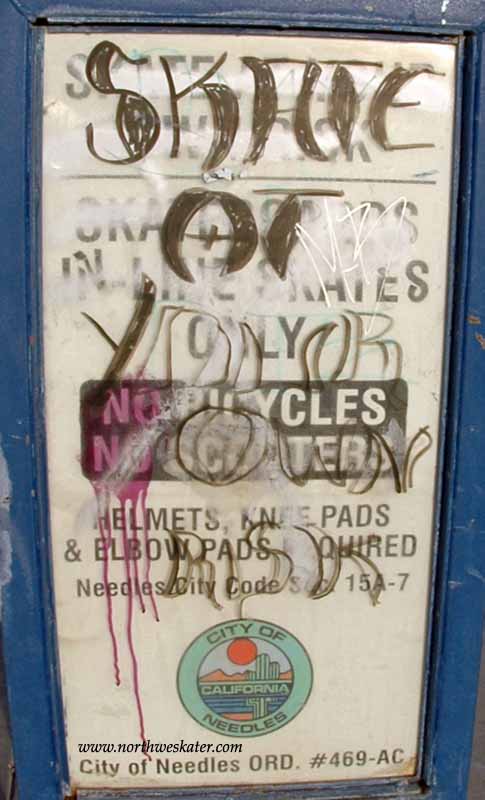 SKATE
RISK
SKATEBOARDS
AT
IN-LINE SKATES
YOUR
ONLY
NO BICYCLES
OWN
NO SCOOTERS
HELMETS, KNEE PADS
& ELBOW PADS REQUIRED
RISK
Needles City Code Sec. 15A-7
CITY OF
CALIFORNIA
NEEDLES
www.northweskater.com
City of Needles ORD. #469-AC